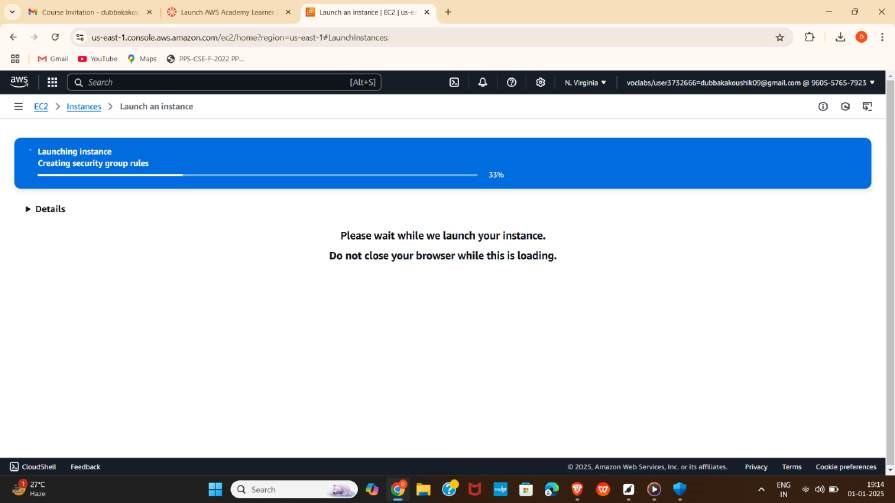 Course Invitation - dubbakakous
Launch AWS Academy Learner
Launch an instance | EC2 | us-e
us-east-1.console.aws.amazon.com/ec2/home?region=us-east-1#LaunchInstances:
Gmail
YouTube
Maps
PPS-CSE-F-2022 PP...
aws
Search
[Alt+S]
N. Virginia
voclabs/user3732666=dubbakakoushik09@gmail.com @ 9605-5765-7923
EC2 > Instances > Launch an instance
Launching instance
Creating security group rules
33%
Details
Please wait while we launch your instance.
Do not close your browser while this is loading.
CloudShell
Feedback
© 2025, Amazon Web Services, Inc. or its affiliates.
Privacy
Terms
Cookie preferences
27°C
Haze
Search
ENG
IN
19:14
01-01-2025